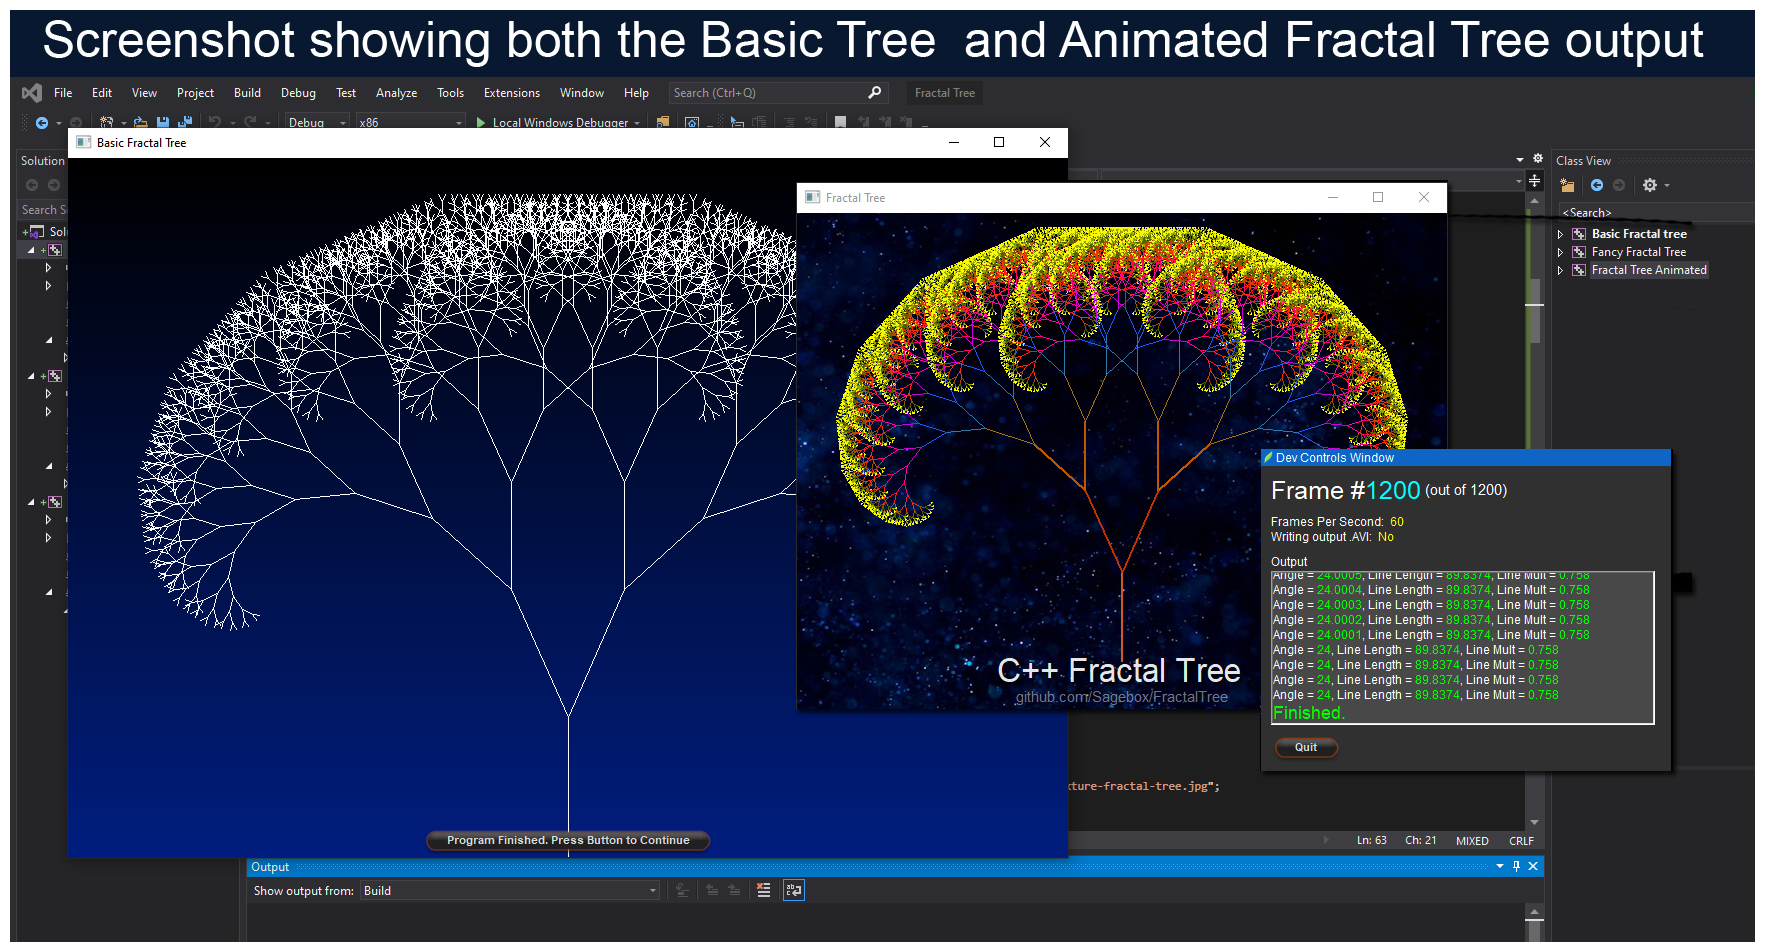 Screenshot showing both the Basic Tree and Animated Fractal Tree output
File Edit View Project Build Debug Test Analyze Tools Extensions Window Help Search (Ctrl+Q) Fractal Tree
Debug x86 Local Windows Debugger
Basic Fractal Tree
Solution
Search S
Solu
Class View
<Search>
Basic Fractal tree
Fancy Fractal Tree
Fractal Tree Animated
Fractal Tree
C++ Fractal Tree
github.com/Sagebox/FractalTree
Dev Controls Window
Frame #1200 (out of 1200)
Frames Per Second: 60
Writing output .AVI: No
Output
Angle = 24.0005, Line Length = 89.8374, Line Mult = 0.758
Angle = 24.0004, Line Length = 89.8374, Line Mult = 0.758
Angle = 24.0003, Line Length = 89.8374, Line Mult = 0.758
Angle = 24.0002, Line Length = 89.8374, Line Mult = 0.758
Angle = 24.0001, Line Length = 89.8374, Line Mult = 0.758
Angle = 24, Line Length = 89.8374, Line Mult = 0.758
Angle = 24, Line Length = 89.8374, Line Mult = 0.758
Angle = 24, Line Length = 89.8374, Line Mult = 0.758
Angle = 24, Line Length = 89.8374, Line Mult = 0.758
Finished.
Quit
xture-fractal-tree.jpg";
Program Finished. Press Button to Continue
Ln: 63 Ch: 21 MIXED CRLF
Output
Show output from: Build